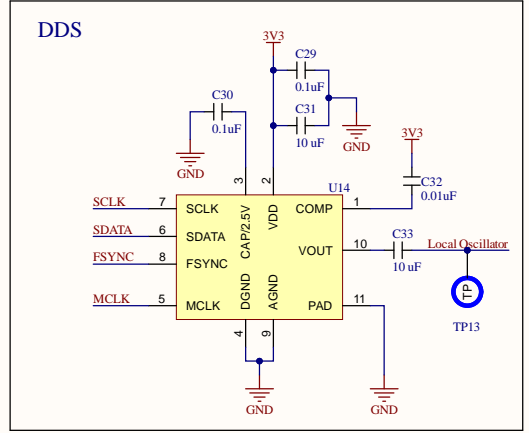 DDS
3V3
C29
0.1uF
C30
0.1uF
C31
10 uF
GND
GND
3V3
C32
0.01uF
3
2
U14
SCLK 7 SCLK
CAP/2.5V
VDD
COMP 1
SDATA 6 SDATA
FSYNC 8 FSYNC
VOUT 10
C33
10 uF
Local Oscillator
MCLK 5 MCLK
DGND
AGND
PAD 11
TP
TP13
4
9
GND
GND